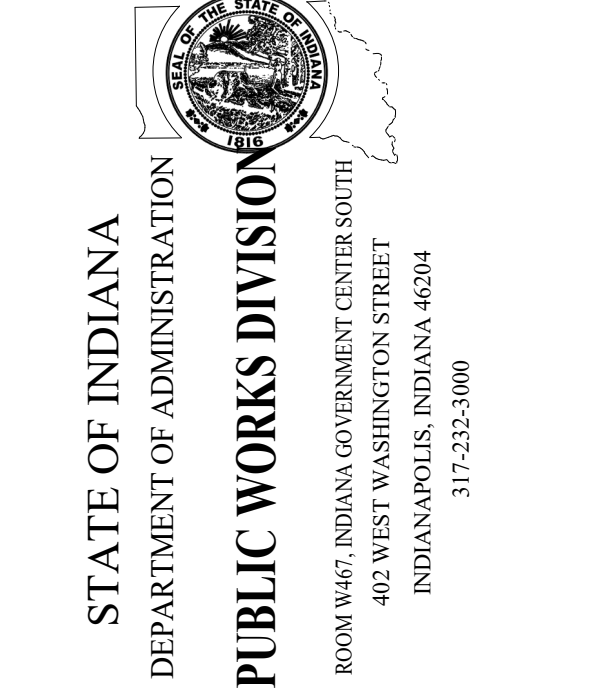 SEAL OF THE STATE OF INDIANA
1816
STATE OF INDIANA
DEPARTMENT OF ADMINISTRATION
PUBLIC WORKS DIVISION
ROOM W467, INDIANA GOVERNMENT CENTER SOUTH
402 WEST WASHINGTON STREET
INDIANAPOLIS, INDIANA 46204
317-232-3000